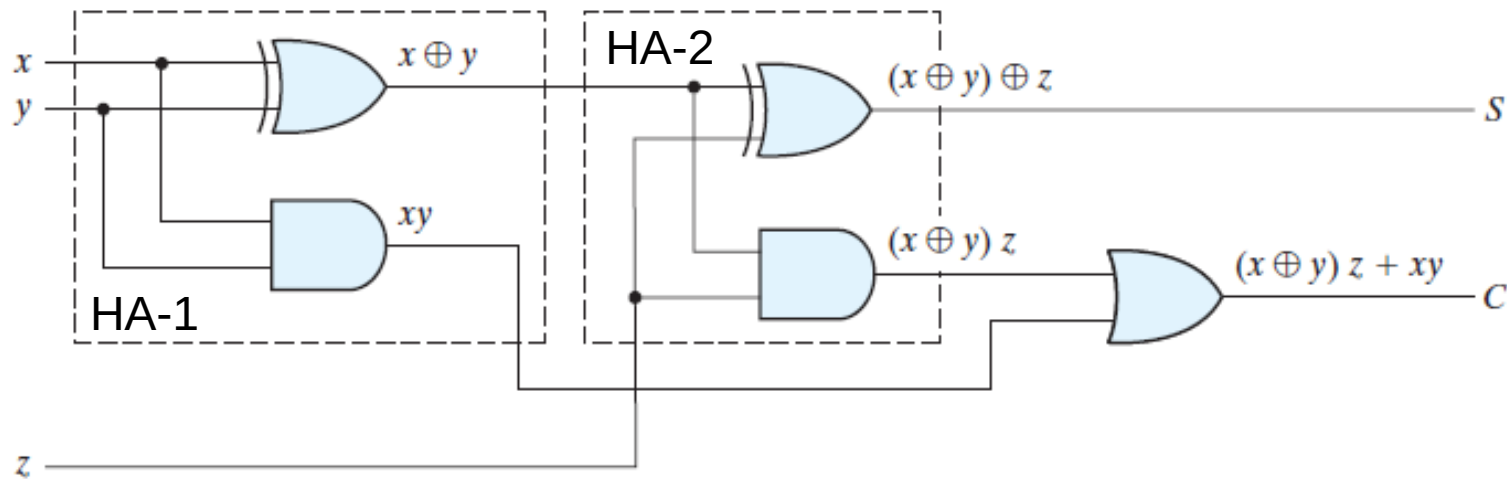 x
y
x ⊕ y
xy
HA-1
HA-2
(x ⊕ y) ⊕ z
S
(x ⊕ y) z
(x ⊕ y) z + xy
C
z